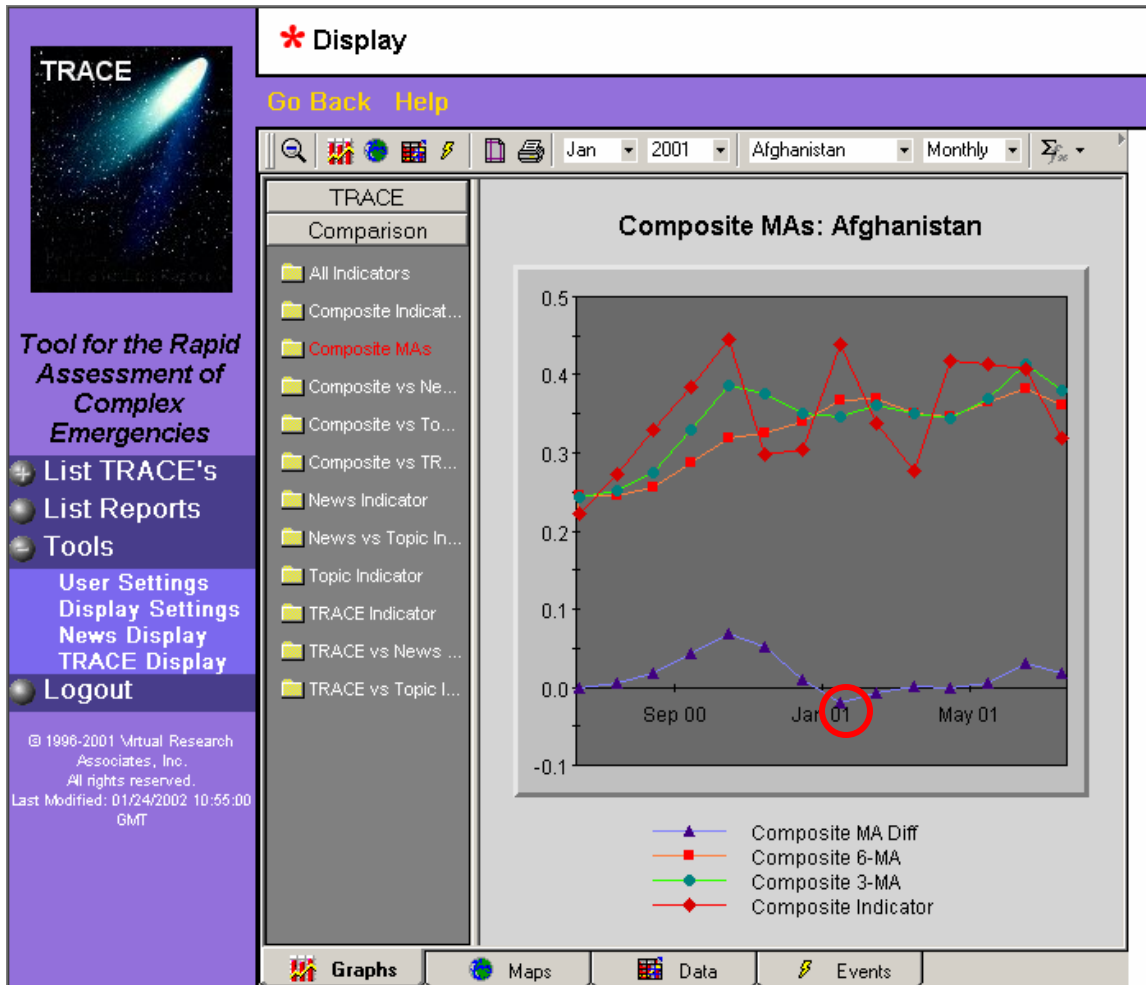 TRACE
Tool for the Rapid
Assessment of
Complex
Emergencies
List TRACE's
List Reports
Tools
User Settings
Display Settings
News Display
TRACE Display
Logout
© 1996-2001 Virtual Research
Associates, Inc.
All rights reserved.
Last Modified: 01/24/2002 10:55:00
GMT
* Display
Go Back Help
Jan 2001 Afghanistan Monthly
TRACE
Comparison
All Indicators
Composite Indicat...
Composite MAs
Composite vs Ne...
Composite vs To...
Composite vs TR...
News Indicator
News vs Topic In...
Topic Indicator
TRACE Indicator
TRACE vs News ...
TRACE vs Topic I...
Composite MAs: Afghanistan
0.5
0.4
0.3
0.2
0.1
0.0
-0.1
Sep 00 Jan 01 May 01
Composite MA Diff
Composite 6-MA
Composite 3-MA
Composite Indicator
Graphs Maps Data Events